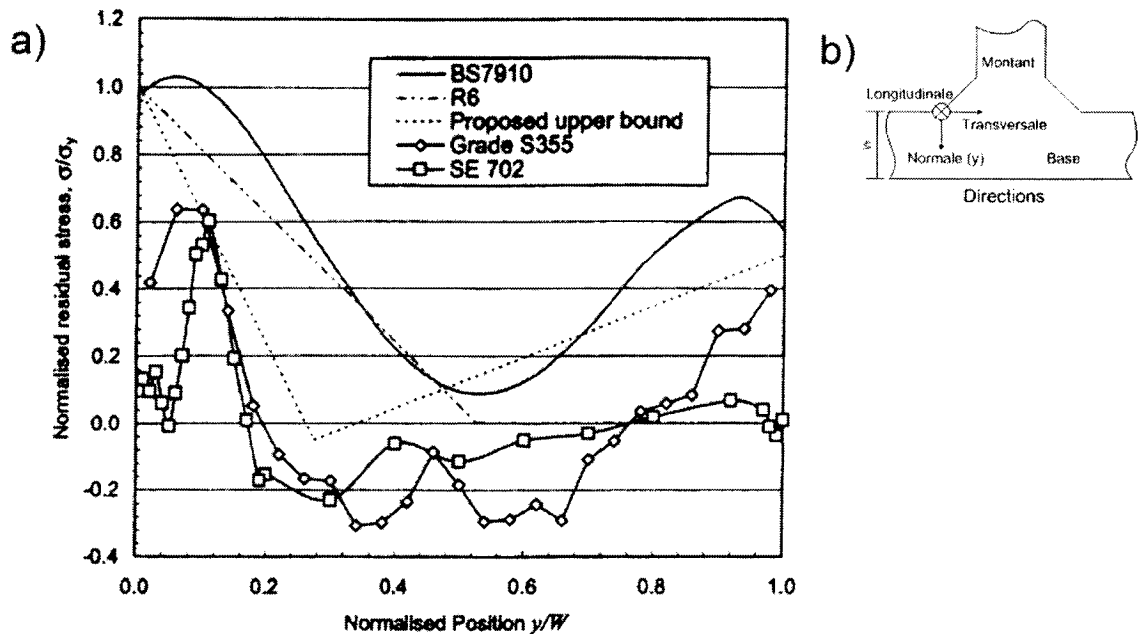 a)
Normalised residual stress, σ/σy
1.2
1.0
0.8
0.6
0.4
0.2
0.0
-0.2
-0.4
BS7910
R6
Proposed upper bound
Grade S355
SE 702
0.0
0.2
0.4
0.6
0.8
1.0
Normalised Position y/W
b)
Montant
Longitudinale
Transversale
Normale (y)
Base
Directions